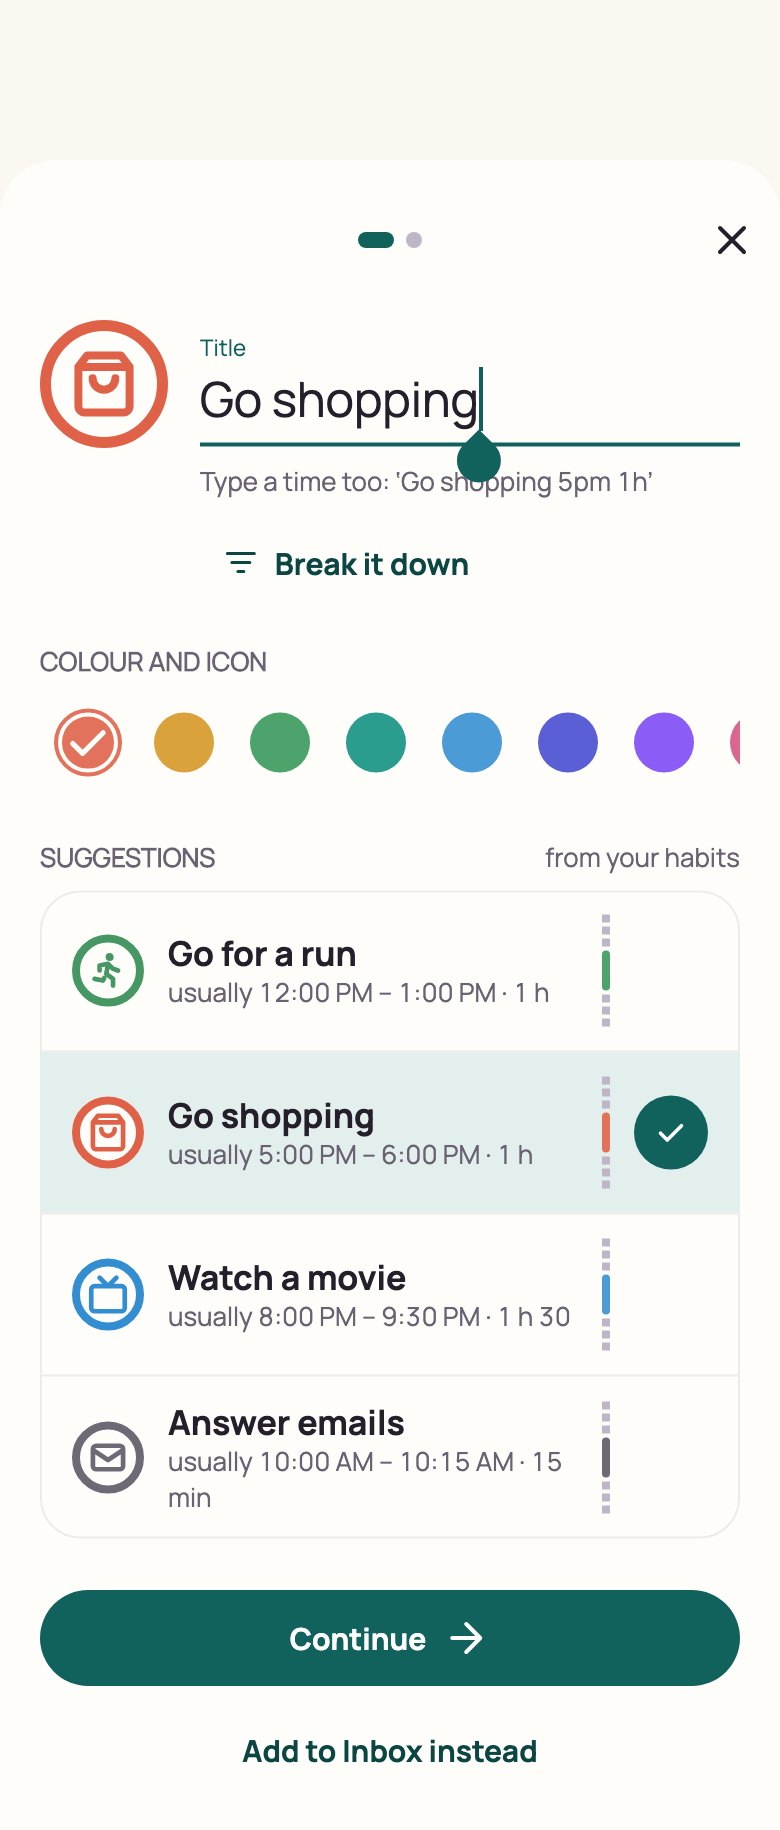 Title
Go shopping
Type a time too: ‘Go shopping 5pm 1h’
Break it down
COLOUR AND ICON
SUGGESTIONS
from your habits
Go for a run
usually 12:00 PM – 1:00 PM · 1 h
Go shopping
usually 5:00 PM – 6:00 PM · 1 h
Watch a movie
usually 8:00 PM – 9:30 PM · 1 h 30
Answer emails
usually 10:00 AM – 10:15 AM · 15
min
Continue
Add to Inbox instead